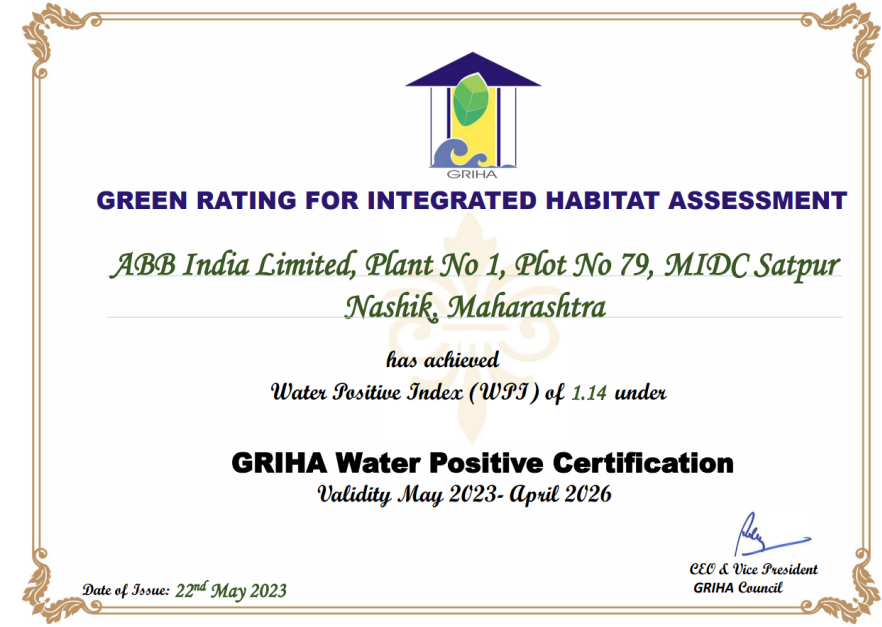 GRIHA
GREEN RATING FOR INTEGRATED HABITAT ASSESSMENT
ABB India Limited, Plant No 1, Plot No 79, MIDC Satpur
Nashik, Maharashtra
has achieved
Water Positive Index (WPI) of 1.14 under
GRIHA Water Positive Certification
Validity May 2023- April 2026
CEO & Vice President
GRIHA Council
Date of Issue: 22nd May 2023